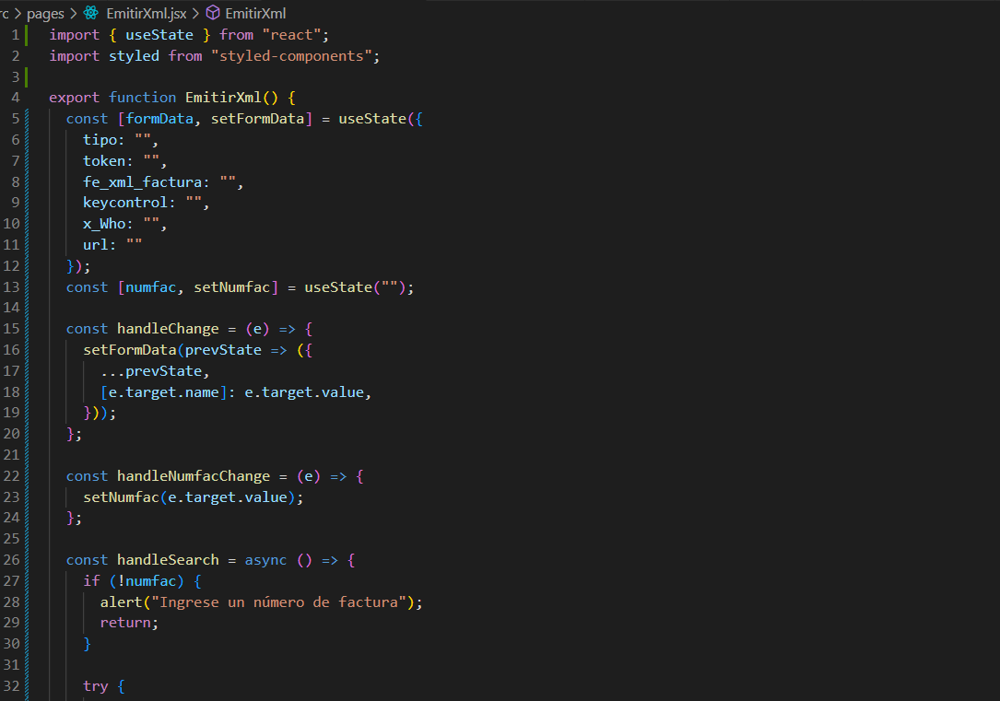 rc > pages > EmitirXml.jsx > EmitirXml
1 import { useState } from "react";
2 import styled from "styled-components";
3
4 export function EmitirXml() {
5 const [formData, setFormData] = useState({
6 tipo: "",
7 token: "",
8 fe_xml_factura: "",
9 keycontrol: "",
10 x_Who: "",
11 url: ""
12 });
13 const [numfac, setNumfac] = useState("");
14
15 const handleChange = (e) => {
16 setFormData(prevState => ({
17 ...prevState,
18 [e.target.name]: e.target.value,
19 }));
20 };
21
22 const handleNumfacChange = (e) => {
23 setNumfac(e.target.value);
24 };
25
26 const handleSearch = async () => {
27 if (!numfac) {
28 alert("Ingrese un número de factura");
29 return;
30 }
31
32 try {